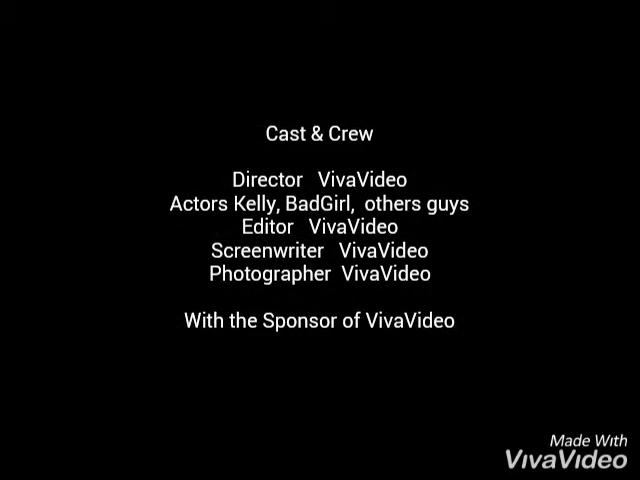 Cast & Crew
Director VivaVideo
Actors Kelly, BadGirl, others guys
Editor VivaVideo
Screenwriter VivaVideo
Photographer VivaVideo
With the Sponsor of VivaVideo
Made With
VivaVideo